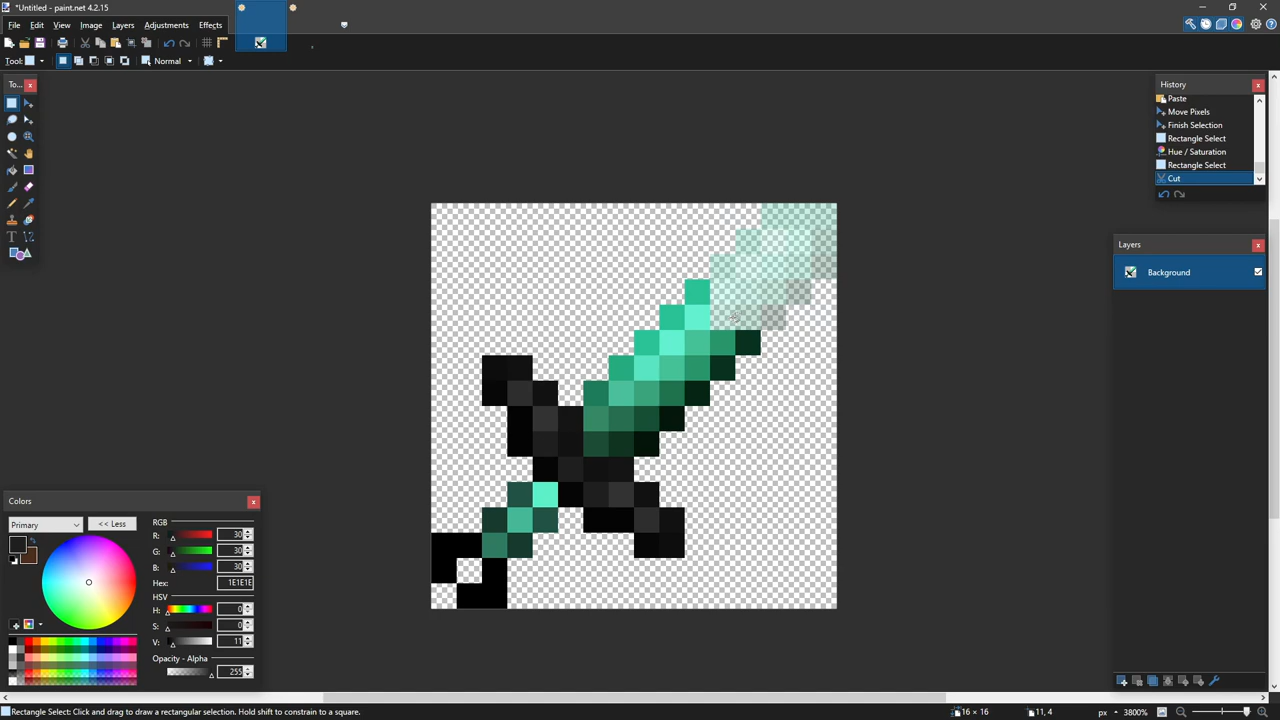 *Untitled - paint.net 4.2.15
File Edit View Image Layers Adjustments Effects
Tool: Normal
To...
History
Paste
Move Pixels
Finish Selection
Rectangle Select
Hue / Saturation
Rectangle Select
Cut
Layers
Background
Colors
Primary
<< Less
RGB
R: 30
G: 30
B: 30
Hex: 1E1E1E
HSV
H: 0
S: 0
V: 11
Opacity - Alpha
255
Rectangle Select: Click and drag to draw a rectangular selection. Hold shift to constrain to a square.
16 × 16
11, 4
px
3800%